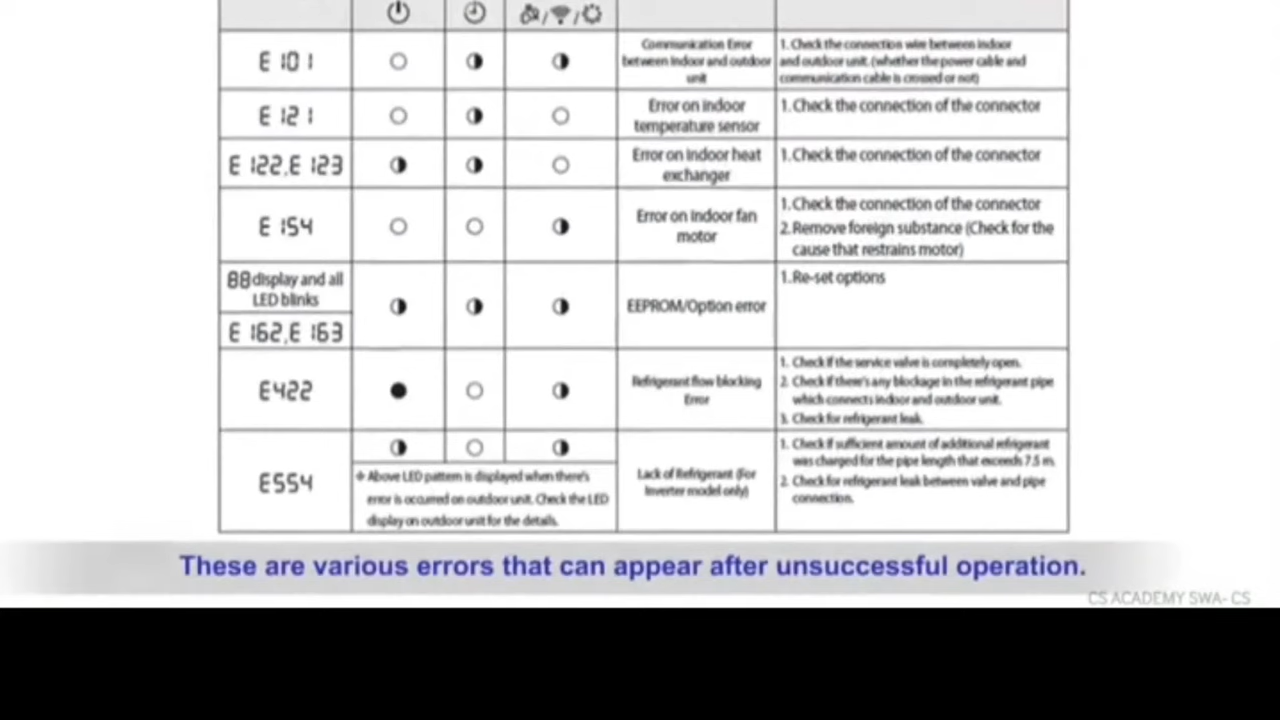 E 101
Communication Error
between indoor and outdoor
unit
1. Check the connection wire between indoor
and outdoor unit. (whether the power cable and
communication cable is crossed or not)
E 121
Error on indoor
temperature sensor
1.Check the connection of the connector
E 122,E 123
Error on indoor heat
exchanger
1.Check the connection of the connector
E 154
Error on indoor fan
motor
1.Check the connection of the connector
2.Remove foreign substance (Check for the
cause that restrains motor)
88 display and all
LED blinks
E 162,E 163
EEPROM/Option error
1.Re-set options
E422
Refrigerant flow blocking
Error
1. Check if the service valve is completely open.
2. Check if there's any blockage in the refrigerant pipe
which connects indoor and outdoor unit.
3. Check for refrigerant leak.
E554
※ Above LED pattern is displayed when there's
error is occurred on outdoor unit. Check the LED
display on outdoor unit for the details.
Lack of Refrigerant (For
Inverter model only)
1. Check if sufficient amount of additional refrigerant
was charged for the pipe length that exceeds 7.5 m.
2. Check for refrigerant leak between valve and pipe
connection.
These are various errors that can appear after unsuccessful operation.
CS ACADEMY SWA- CS